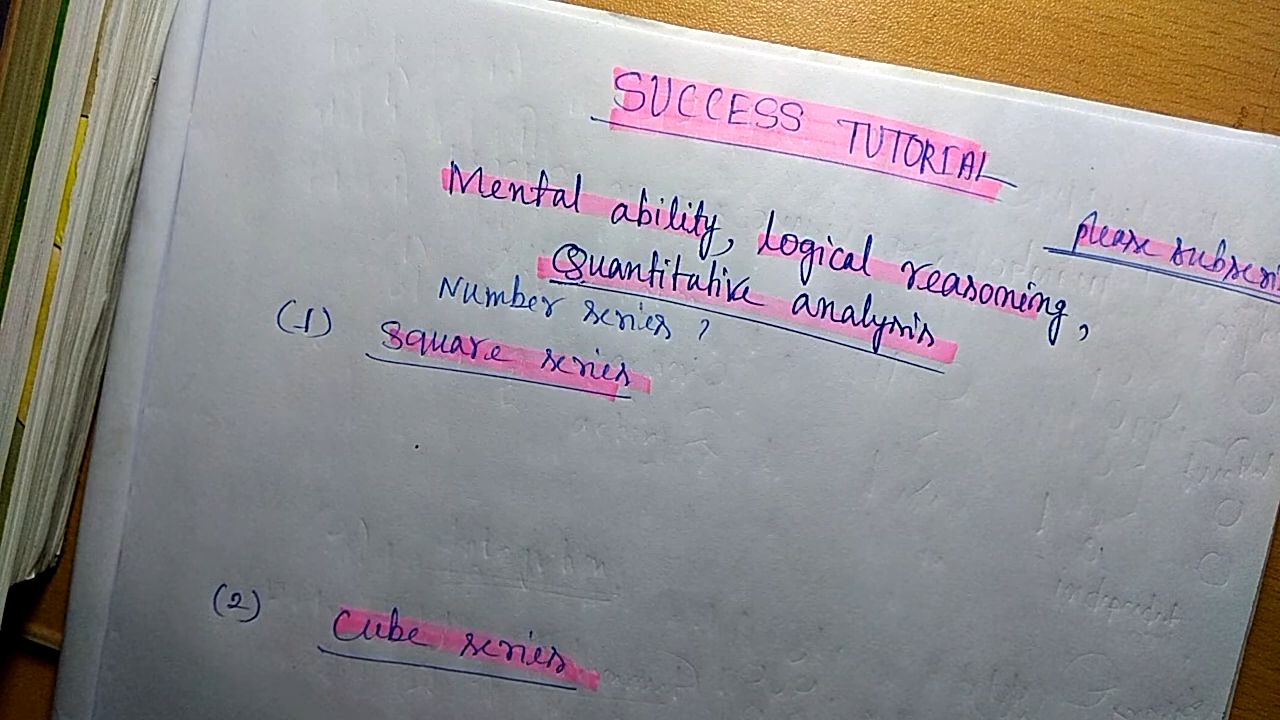 SUCCESS TUTORIAL
Mental ability, Logical reasoning,
Quantitative analysis
please subscri
Number series ?
(1) Square series
(2) Cube series